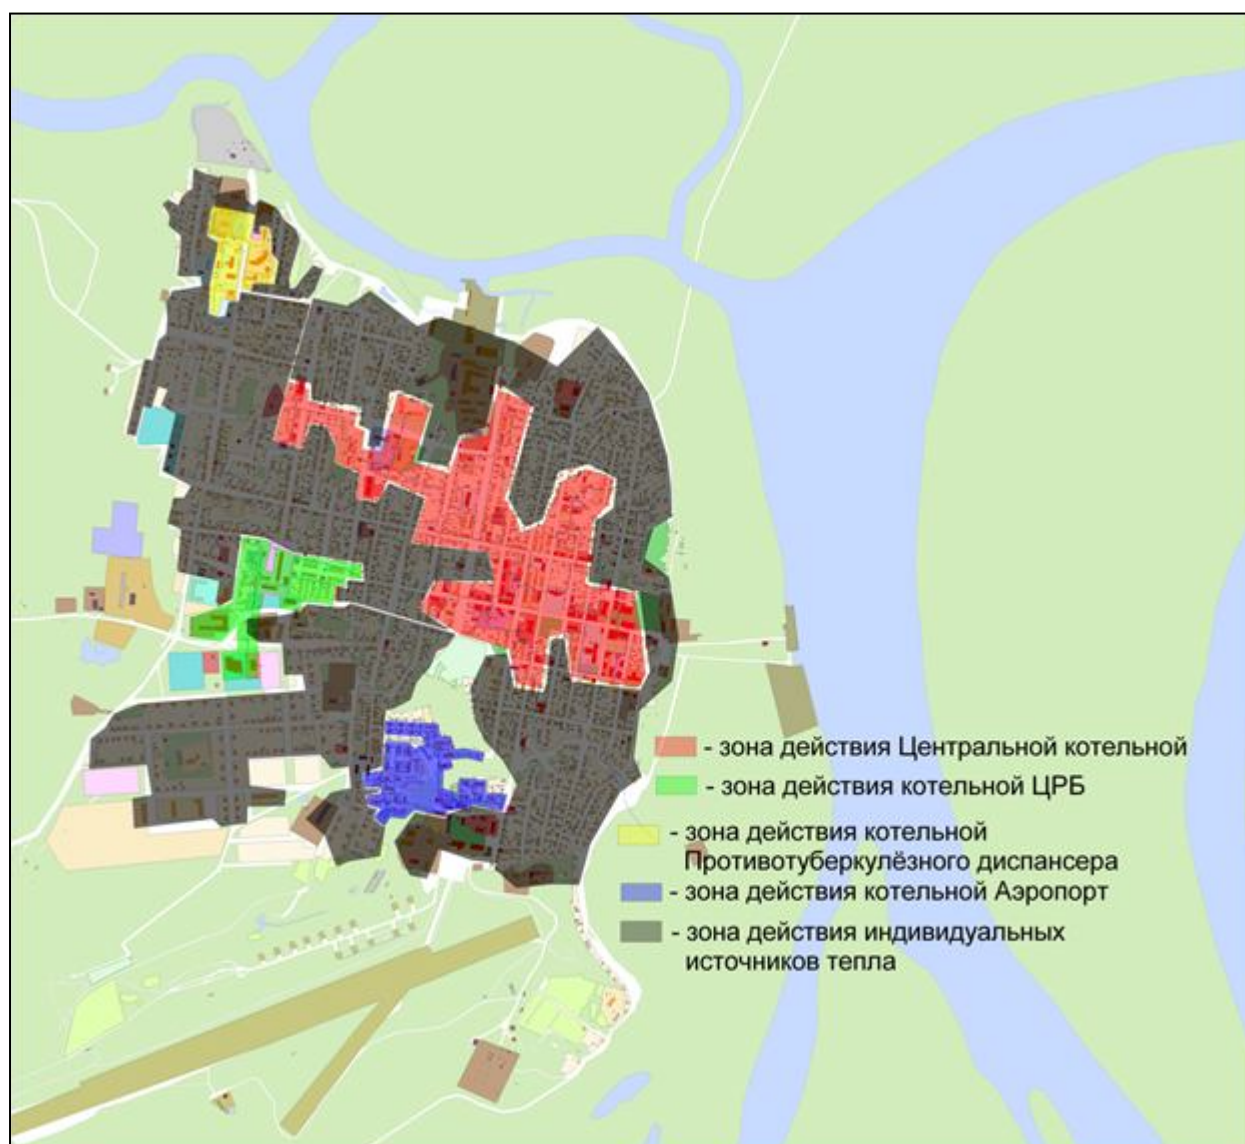 - зона действия Центральной котельной
- зона действия котельной ЦРБ
- зона действия котельной
Противотуберкулёзного диспансера
- зона действия котельной Аэропорт
- зона действия индивидуальных
источников тепла